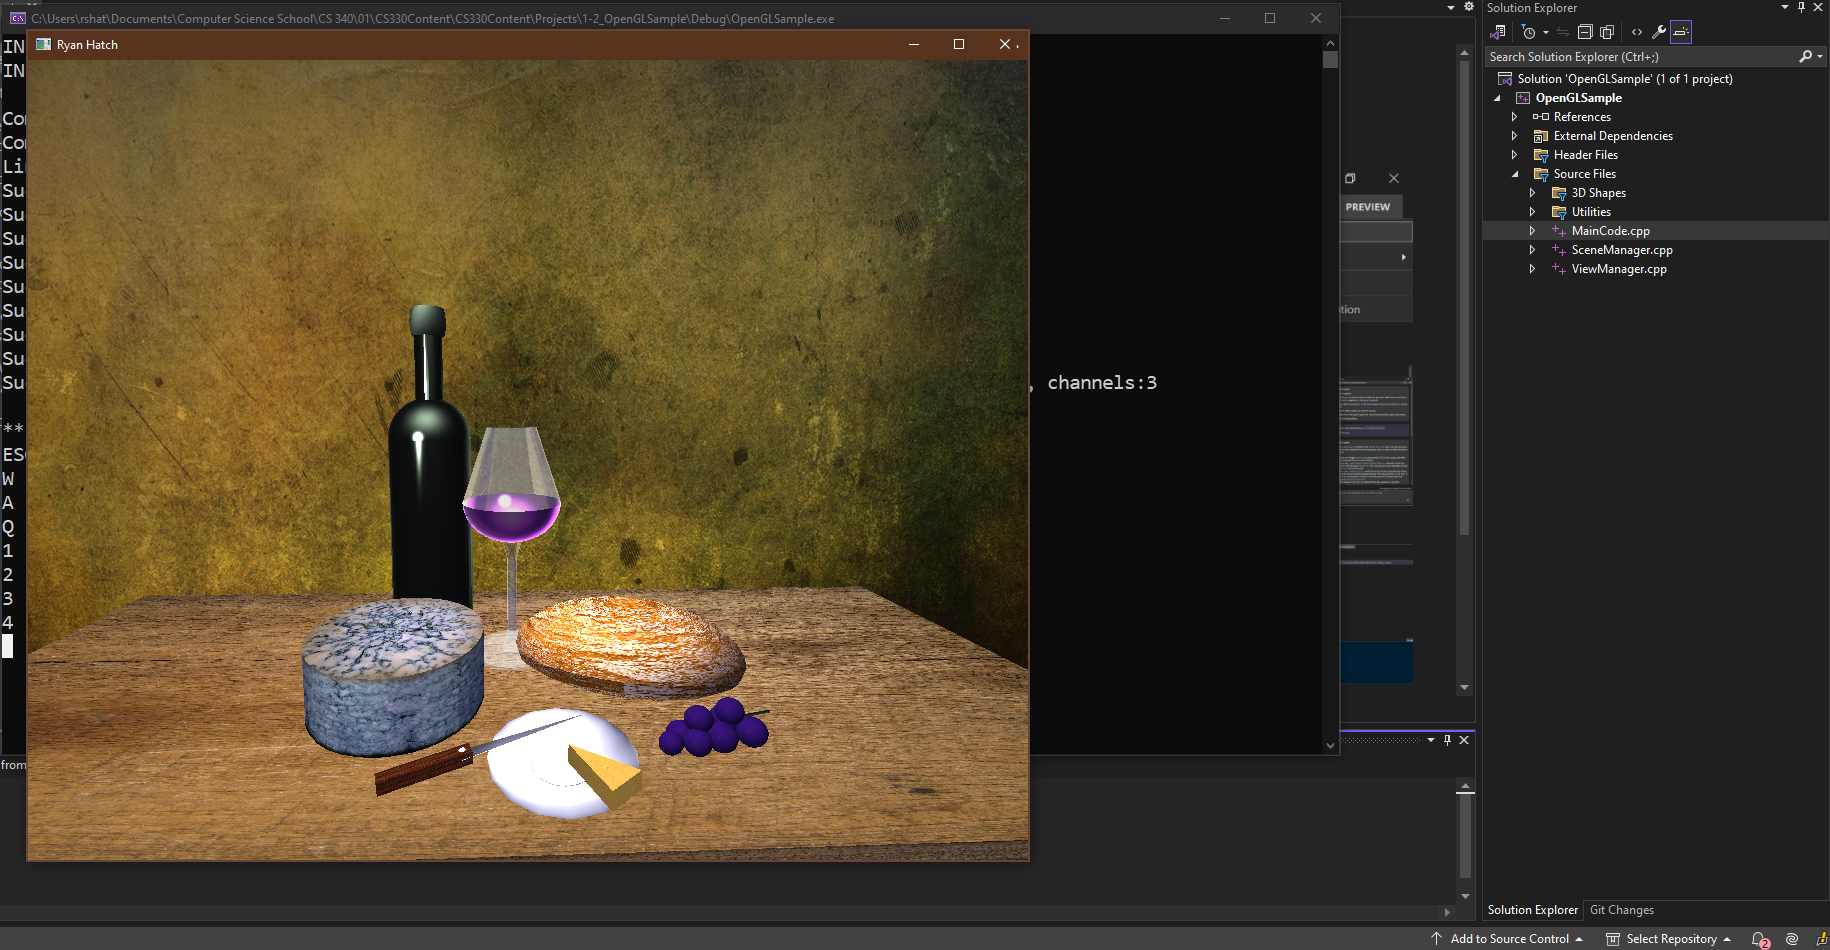 C:\Users\rshat\Documents\Computer Science School\CS 340\01\CS330Content\CS330Content\Projects\1-2_OpenGLSample\Debug\OpenGLSample.exe
Ryan Hatch
IN
IN
Li
Su
Su
Su
Su
Su
Su
Su
Su
Su
, channels:3
**
W
A
Q
1
2
3
4
from
PREVIEW
Solution Explorer
Search Solution Explorer (Ctrl+;)
Solution 'OpenGLSample' (1 of 1 project)
OpenGLSample
References
External Dependencies
Header Files
Source Files
3D Shapes
Utilities
MainCode.cpp
SceneManager.cpp
ViewManager.cpp
Solution Explorer Git Changes
Add to Source Control Select Repository 2